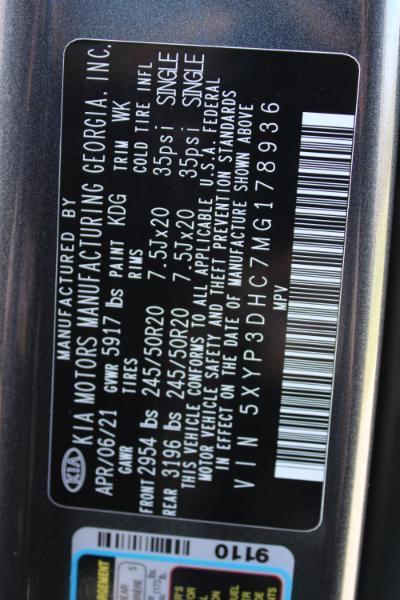 MANUFACTURED BY
KIA KIA MOTORS MANUFACTURING GEORGIA, INC.
APR/06/21 GVWR 5917 lbs PAINT KDG TRIM WK
GAWR TIRES RIMS COLD TIRE INFL
FRONT 2954 lbs 245/50R20 7.5Jx20 35psi SINGLE
REAR 3196 lbs 245/50R20 7.5Jx20 35psi SINGLE
THIS VEHICLE CONFORMS TO ALL APPLICABLE U.S.A. FEDERAL
MOTOR VEHICLE SAFETY AND THEFT PREVENTION STANDARDS
IN EFFECT ON THE DATE OF MANUFACTURE SHOWN ABOVE
VIN 5XYP3DHC7MG178936
MPV
9110